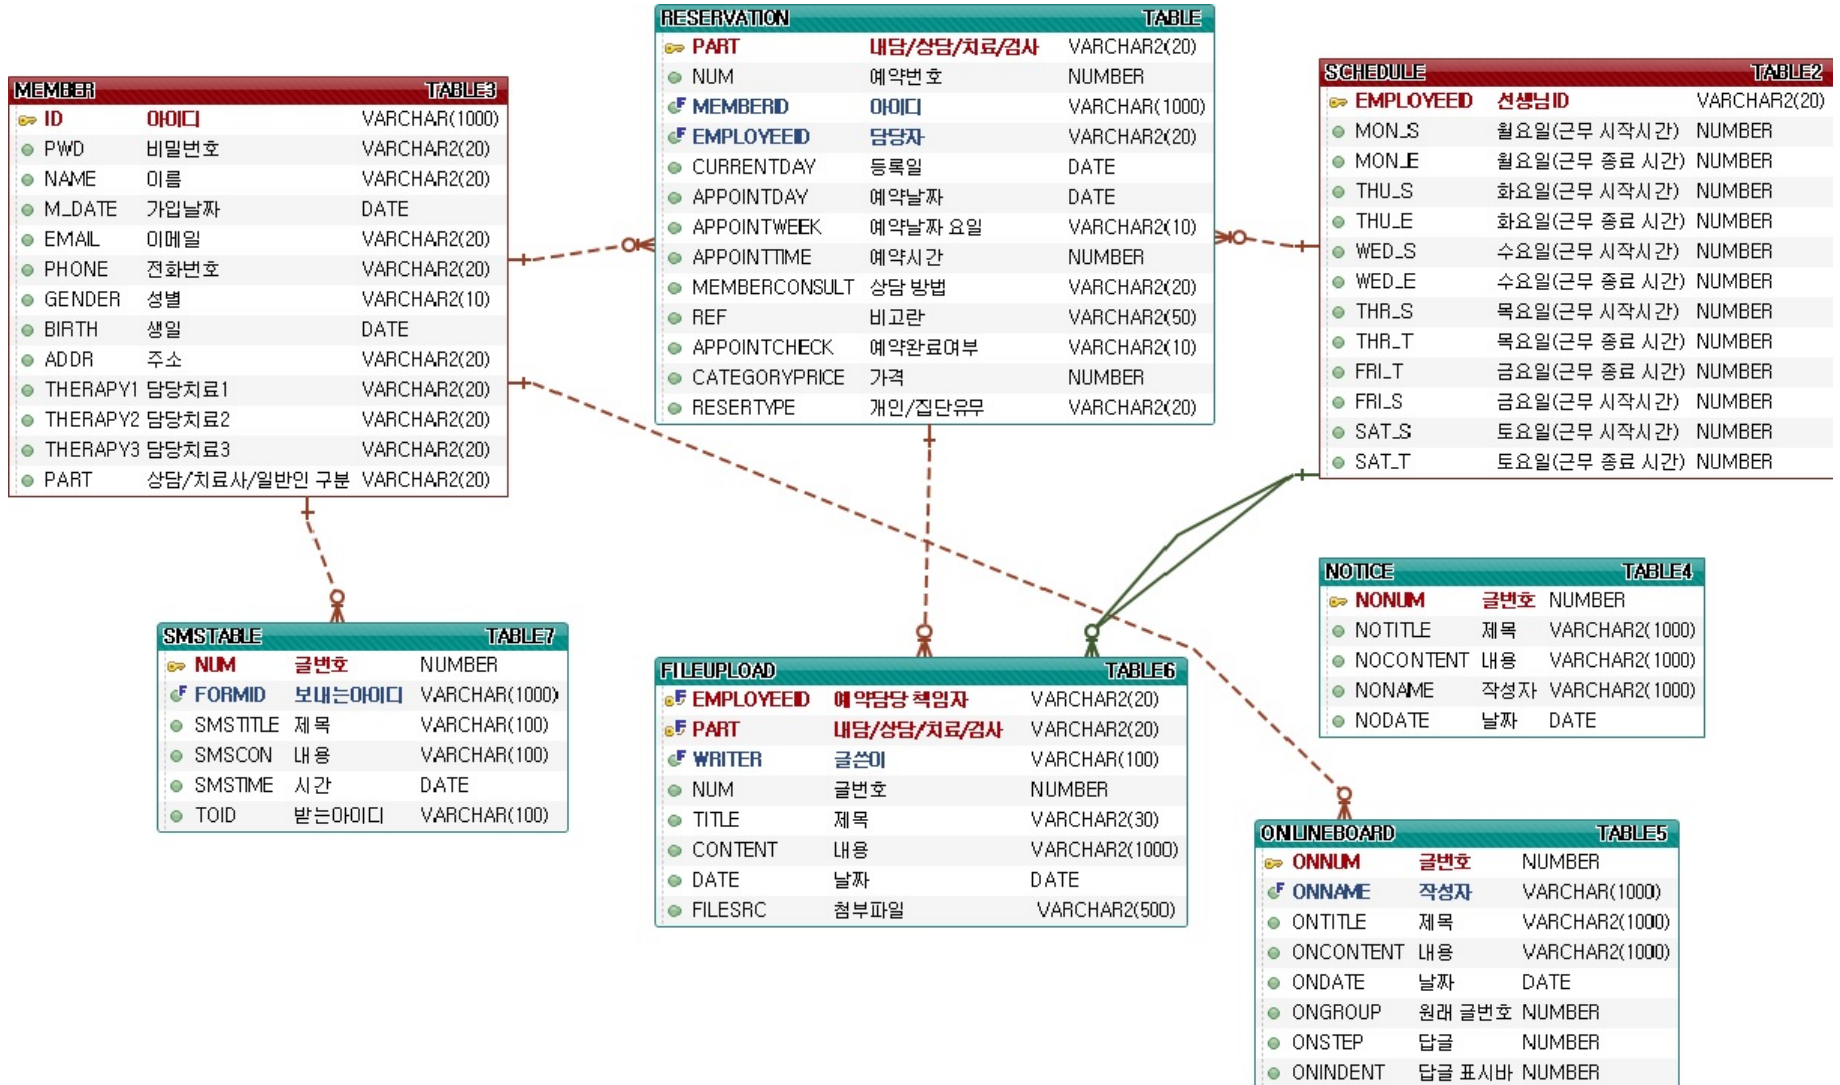 RESERVATION TABLE
PART 내담/상담/치료/검사 VARCHAR2(20)
NUM 예약번호 NUMBER
MEMBERID 아이디 VARCHAR(1000)
EMPLOYEEID 담당자 VARCHAR2(20)
CURRENTDAY 등록일 DATE
APPOINTDAY 예약날짜 DATE
APPOINTWEEK 예약날짜 요일 VARCHAR2(10)
APPOINTTIME 예약시간 NUMBER
MEMBERCONSULT 상담 방법 VARCHAR2(20)
REF 비고란 VARCHAR2(50)
APPOINTCHECK 예약완료여부 VARCHAR2(10)
CATEGORYPRICE 가격 NUMBER
RESERTYPE 개인/집단유무 VARCHAR2(20)
MEMBER TABLE3
ID 아이디 VARCHAR(1000)
PWD 비밀번호 VARCHAR2(20)
NAME 이름 VARCHAR2(20)
M_DATE 가입날짜 DATE
EMAIL 이메일 VARCHAR2(20)
PHONE 전화번호 VARCHAR2(20)
GENDER 성별 VARCHAR2(10)
BIRTH 생일 DATE
ADDR 주소 VARCHAR2(20)
THERAPY1 담당치료1 VARCHAR2(20)
THERAPY2 담당치료2 VARCHAR2(20)
THERAPY3 담당치료3 VARCHAR2(20)
PART 상담/치료사/일반인 구분 VARCHAR2(20)
SCHEDULE TABLE2
EMPLOYEEID 선생님ID VARCHAR2(20)
MON_S 월요일(근무 시작시간) NUMBER
MON_E 월요일(근무 종료 시간) NUMBER
THU_S 화요일(근무 시작시간) NUMBER
THU_E 화요일(근무 종료 시간) NUMBER
WED_S 수요일(근무 시작시간) NUMBER
WED_E 수요일(근무 종료 시간) NUMBER
THR_S 목요일(근무 시작시간) NUMBER
THR_T 목요일(근무 종료 시간) NUMBER
FRI_T 금요일(근무 종료 시간) NUMBER
FRI_S 금요일(근무 시작시간) NUMBER
SAT_S 토요일(근무 시작시간) NUMBER
SAT_T 토요일(근무 종료 시간) NUMBER
SMSTABLE TABLE7
NUM 글번호 NUMBER
FORMID 보내는아이디 VARCHAR(1000)
SMSTITLE 제목 VARCHAR(100)
SMSCON 내용 VARCHAR(100)
SMSTIME 시간 DATE
TOID 받는아이디 VARCHAR(100)
FILEUPLOAD TABLE6
EMPLOYEEID 예약담당 책임자 VARCHAR2(20)
PART 내담/상담/치료/검사 VARCHAR2(20)
WRITER 글쓴이 VARCHAR(100)
NUM 글번호 NUMBER
TITLE 제목 VARCHAR2(30)
CONTENT 내용 VARCHAR2(1000)
DATE 날짜 DATE
FILESRC 첨부파일 VARCHAR2(500)
NOTICE TABLE4
NONUM 글번호 NUMBER
NOTITLE 제목 VARCHAR2(1000)
NOCONTENT 내용 VARCHAR2(1000)
NONAME 작성자 VARCHAR2(1000)
NODATE 날짜 DATE
ONLINEBOARD TABLE5
ONNUM 글번호 NUMBER
ONNAME 작성자 VARCHAR(1000)
ONTITLE 제목 VARCHAR2(1000)
ONCONTENT 내용 VARCHAR2(1000)
ONDATE 날짜 DATE
ONGROUP 원래 글번호 NUMBER
ONSTEP 답글 NUMBER
ONINDENT 답글 표시바 NUMBER